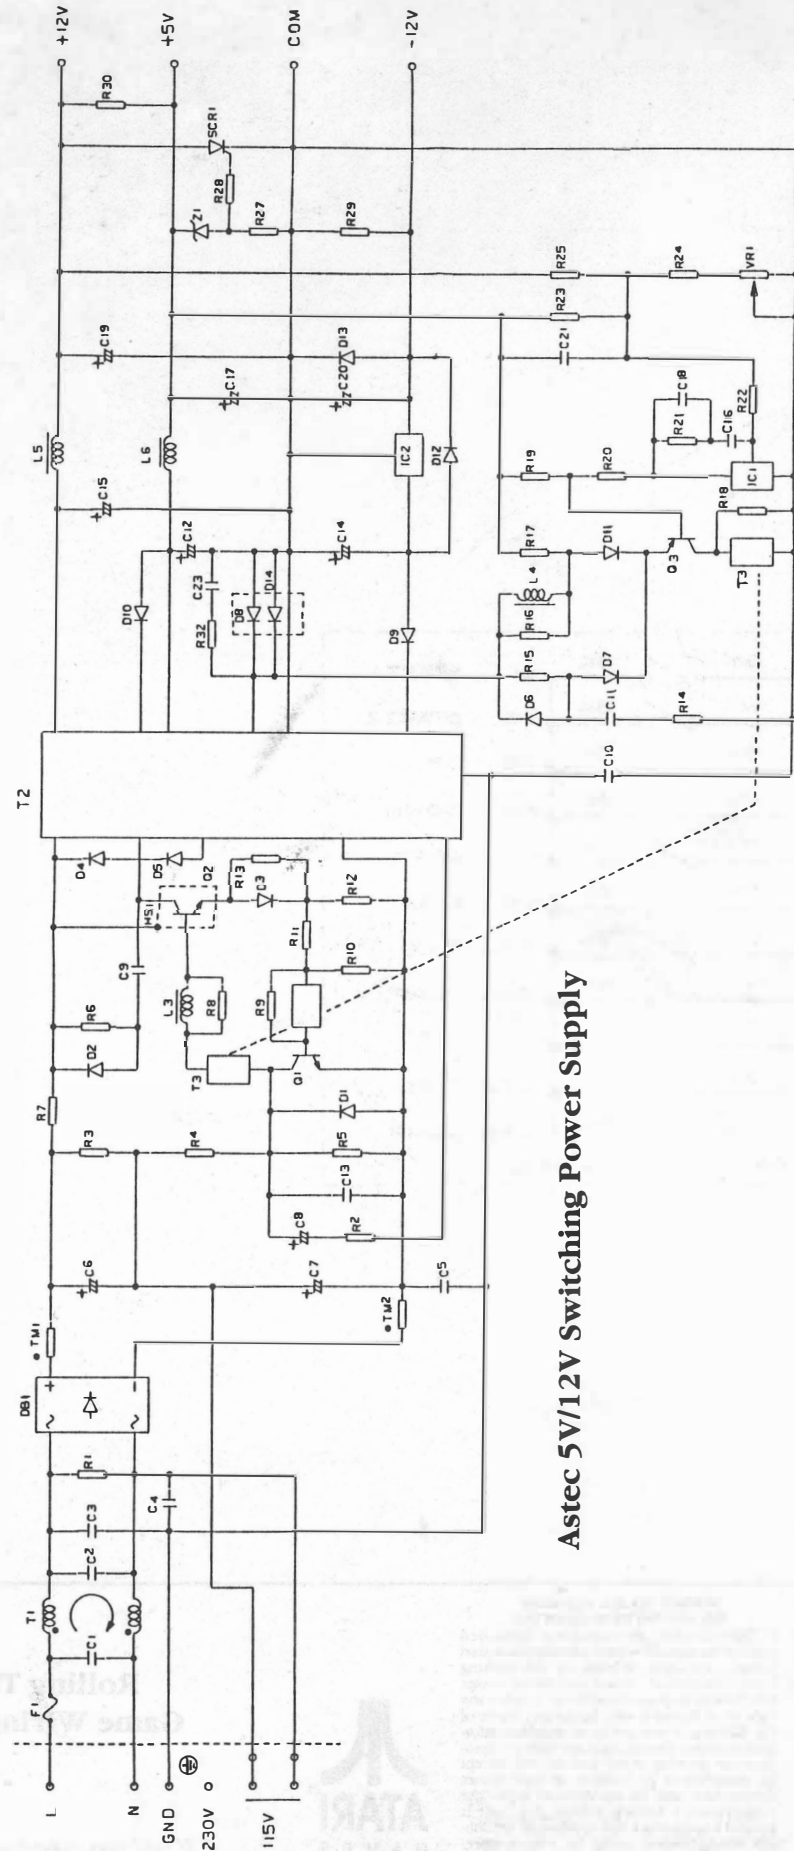 +12V
+5V
COM
-12V
R30
SCR1
R28
Z1
R27
R29
R25
R24
VR1
R23
C21
C19
C17
D13
C20
L5
L6
IC2
D12
C18
R21
C16
R22
R19
R20
IC1
R18
C15
C12
C14
R17
D11
Q3
T3
L4
R16
D10
C23
R32
D8
D14
D9
R15
D7
D6
C11
R14
C10
T2
D4
D5
Q2
HS1
R13
D3
R12
R11
R10
C9
R6
D2
L3
R8
R9
T3
Q1
R7
R3
R4
D1
R5
C13
C8
R2
C6
C7
C5
TM1
TM2
DB1
+
-
~
~
R1
C3
C4
C2
T1
C1
F1
L
N
GND
230V
115V
Astec 5V/12V Switching Power Supply
Rolling T
Game Wirin
ATARI